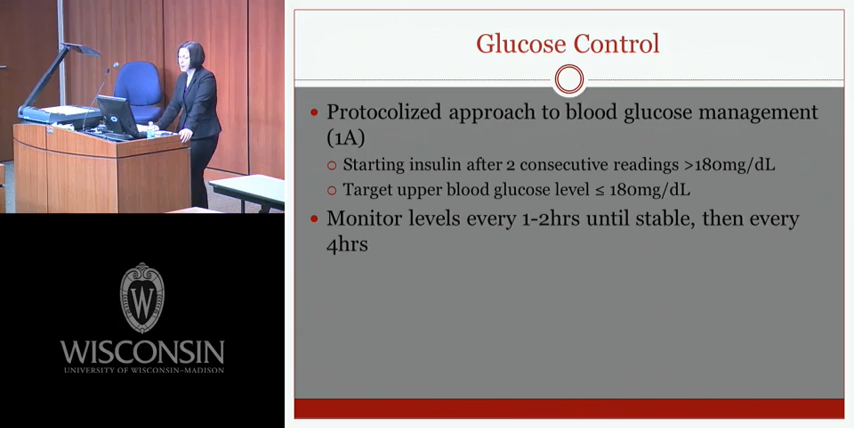 Glucose Control
• Protocolized approach to blood glucose management
(1A)
○ Starting insulin after 2 consecutive readings >180mg/dL
○ Target upper blood glucose level ≤ 180mg/dL
• Monitor levels every 1-2hrs until stable, then every
4hrs
W
WISCONSIN
UNIVERSITY OF WISCONSIN–MADISON